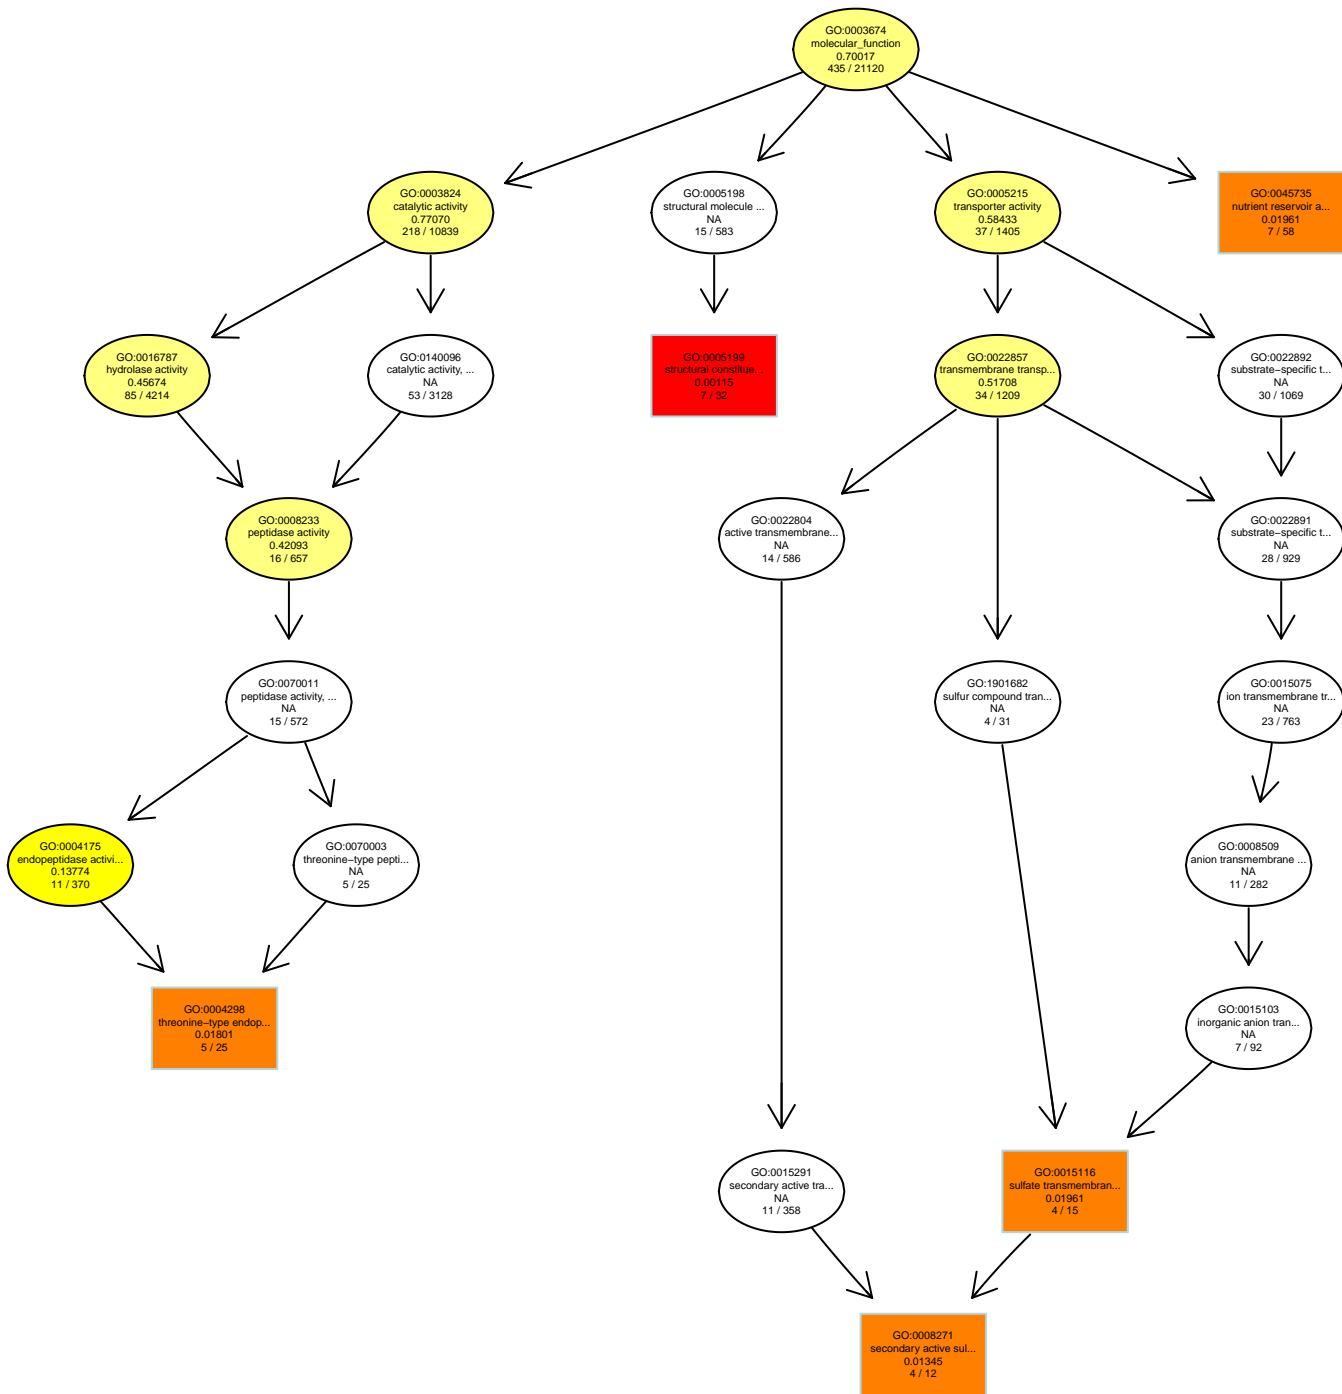 GO:0003674
molecular_function
0.70017
435 / 21120
GO:0003824
catalytic activity
0.77070
218 / 10839
GO:0005198
structural molecule ...
NA
15 / 583
GO:0005215
transporter activity
0.58433
37 / 1405
GO:0045735
nutrient reservoir a...
0.01961
7 / 58
GO:0016787
hydrolase activity
0.45674
85 / 4214
GO:0140096
catalytic activity, ...
NA
53 / 3128
GO:0005199
structural constitue...
0.00115
7 / 32
GO:0022857
transmembrane transp...
0.51708
34 / 1209
GO:0022892
substrate−specific t...
NA
30 / 1069
GO:0008233
peptidase activity
0.42093
16 / 657
GO:0022804
active transmembrane...
NA
14 / 586
GO:0022891
substrate−specific t...
NA
28 / 929
GO:0070011
peptidase activity, ...
NA
15 / 572
GO:1901682
sulfur compound tran...
NA
4 / 31
GO:0015075
ion transmembrane tr...
NA
23 / 763
GO:0004175
endopeptidase activi...
0.13774
11 / 370
GO:0070003
threonine−type pepti...
NA
5 / 25
GO:0008509
anion transmembrane ...
NA
11 / 282
GO:0004298
threonine−type endop...
0.01801
5 / 25
GO:0015103
inorganic anion tran...
NA
7 / 92
GO:0015291
secondary active tra...
NA
11 / 358
GO:0015116
sulfate transmembran...
0.01961
4 / 15
GO:0008271
secondary active sul...
0.01345
4 / 12